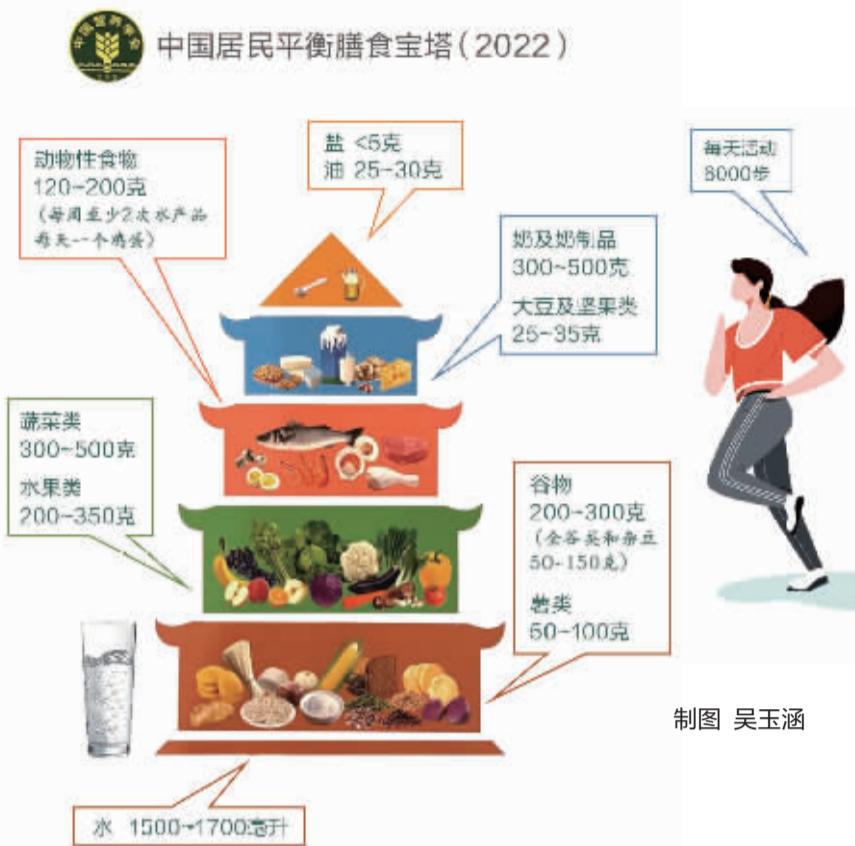 中国营养学会
中国居民平衡膳食宝塔(2022)
盐 <5克
油 25-30克
每天活动
6000步
动物性食物
120~200克
(每周至少2次水产品
每天一个鸡蛋)
奶及奶制品
300~500克
大豆及坚果类
25-35克
蔬菜类
300~500克
水果类
200~350克
谷物
200~300克
(全谷类和杂豆
50-150克)
薯类
50~100克
制图 吴玉涵
水 1500~1700毫升